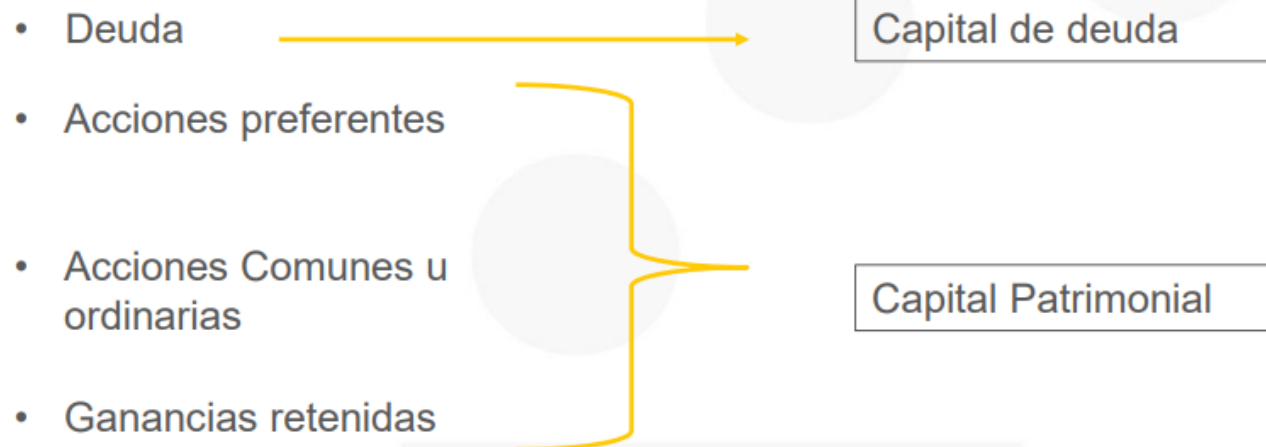 • Deuda
Capital de deuda
• Acciones preferentes
• Acciones Comunes u
ordinarias
Capital Patrimonial
• Ganancias retenidas